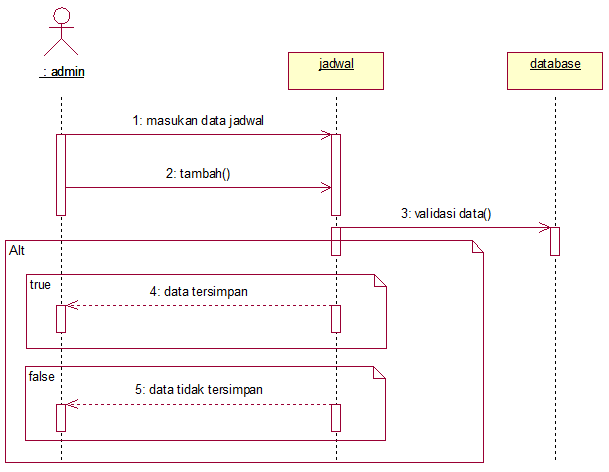 : admin
jadwal
database
1: masukan data jadwal
2: tambah()
3: validasi data()
Alt
true
4: data tersimpan
false
5: data tidak tersimpan